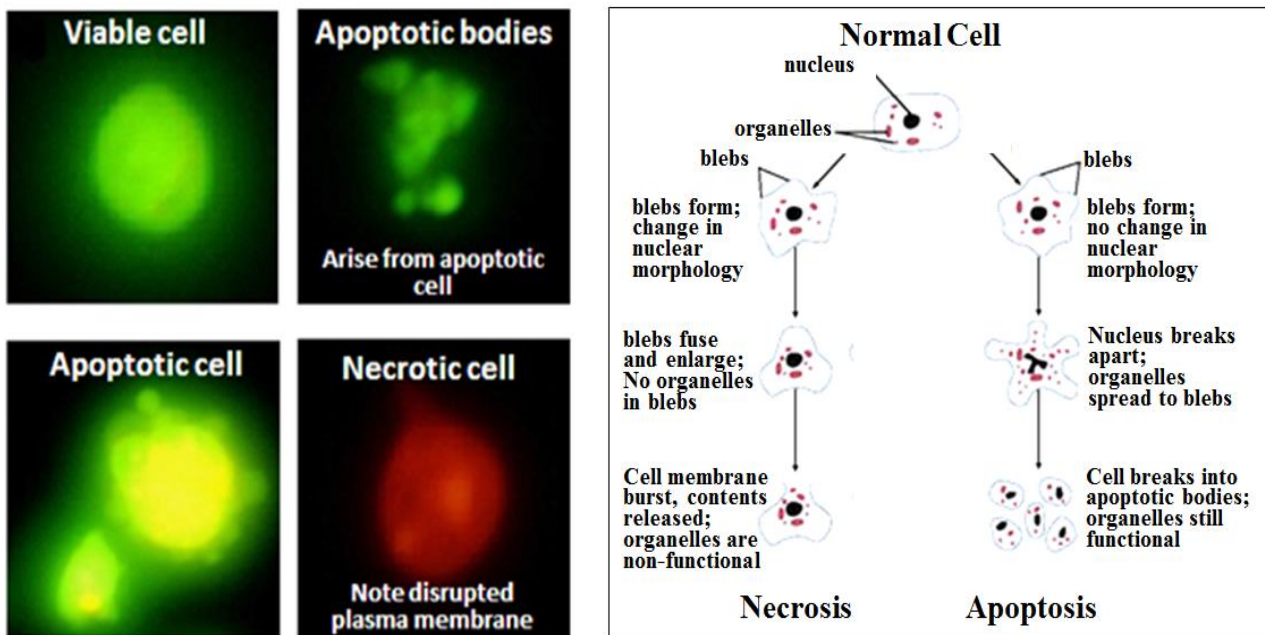 Viable cell
Apoptotic bodies
Arise from apoptotic
cell
Apoptotic cell
Necrotic cell
Note disrupted
plasma membrane
Normal Cell
nucleus
organelles
blebs
blebs
blebs form;
change in
nuclear
morphology
blebs form;
no change in
nuclear
morphology
blebs fuse
and enlarge;
No organelles
in blebs
Nucleus breaks
apart;
organelles
spread to blebs
Cell membrane
burst, contents
released;
organelles are
non-functional
Cell breaks into
apoptotic bodies;
organelles still
functional
Necrosis
Apoptosis